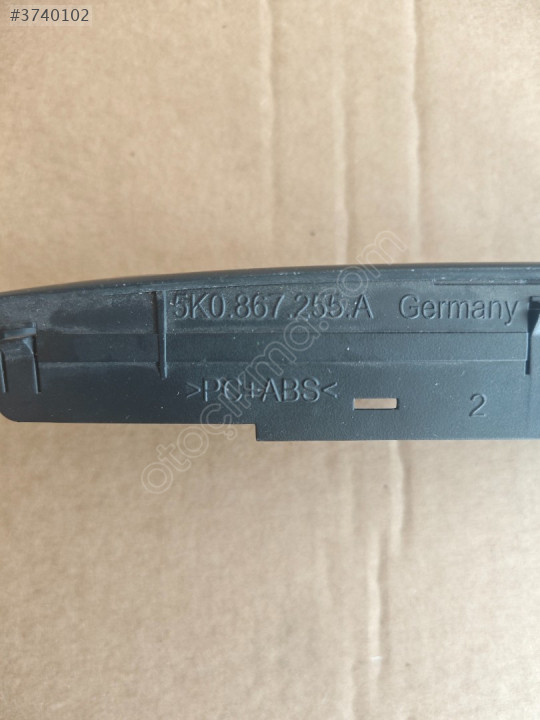 #3740102
5K0.867.255.A Germany
>PC+ABS<
2
otoçıkma.com